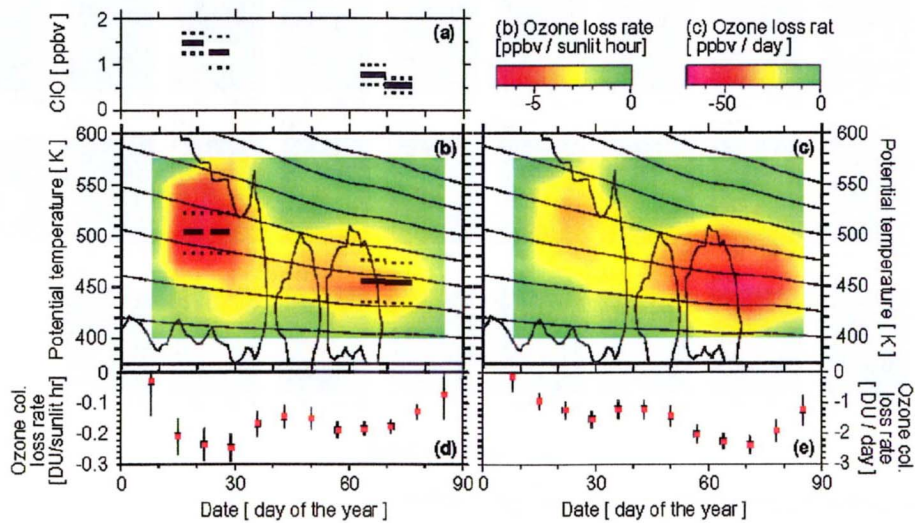 (a)
ClO [ ppbv ]
2
1
0
(b) Ozone loss rate
[ppbv / sunlit hour]
-5 0
(c) Ozone loss rat
[ ppbv / day ]
-50 0
600
550
500
450
400
Potential temperature [ K ]
(b)
(c)
600
550
500
450
400
Potential temperature [ K ]
0
-0.1
-0.2
-0.3
Ozone col.
loss rate
[DU/sunlit hr]
(d)
(e)
0
-1
-2
-3
Ozone col.
loss rate
[DU / day]
0 30 60 90
0 30 60 90
Date [ day of the year ]
Date [ day of the year ]